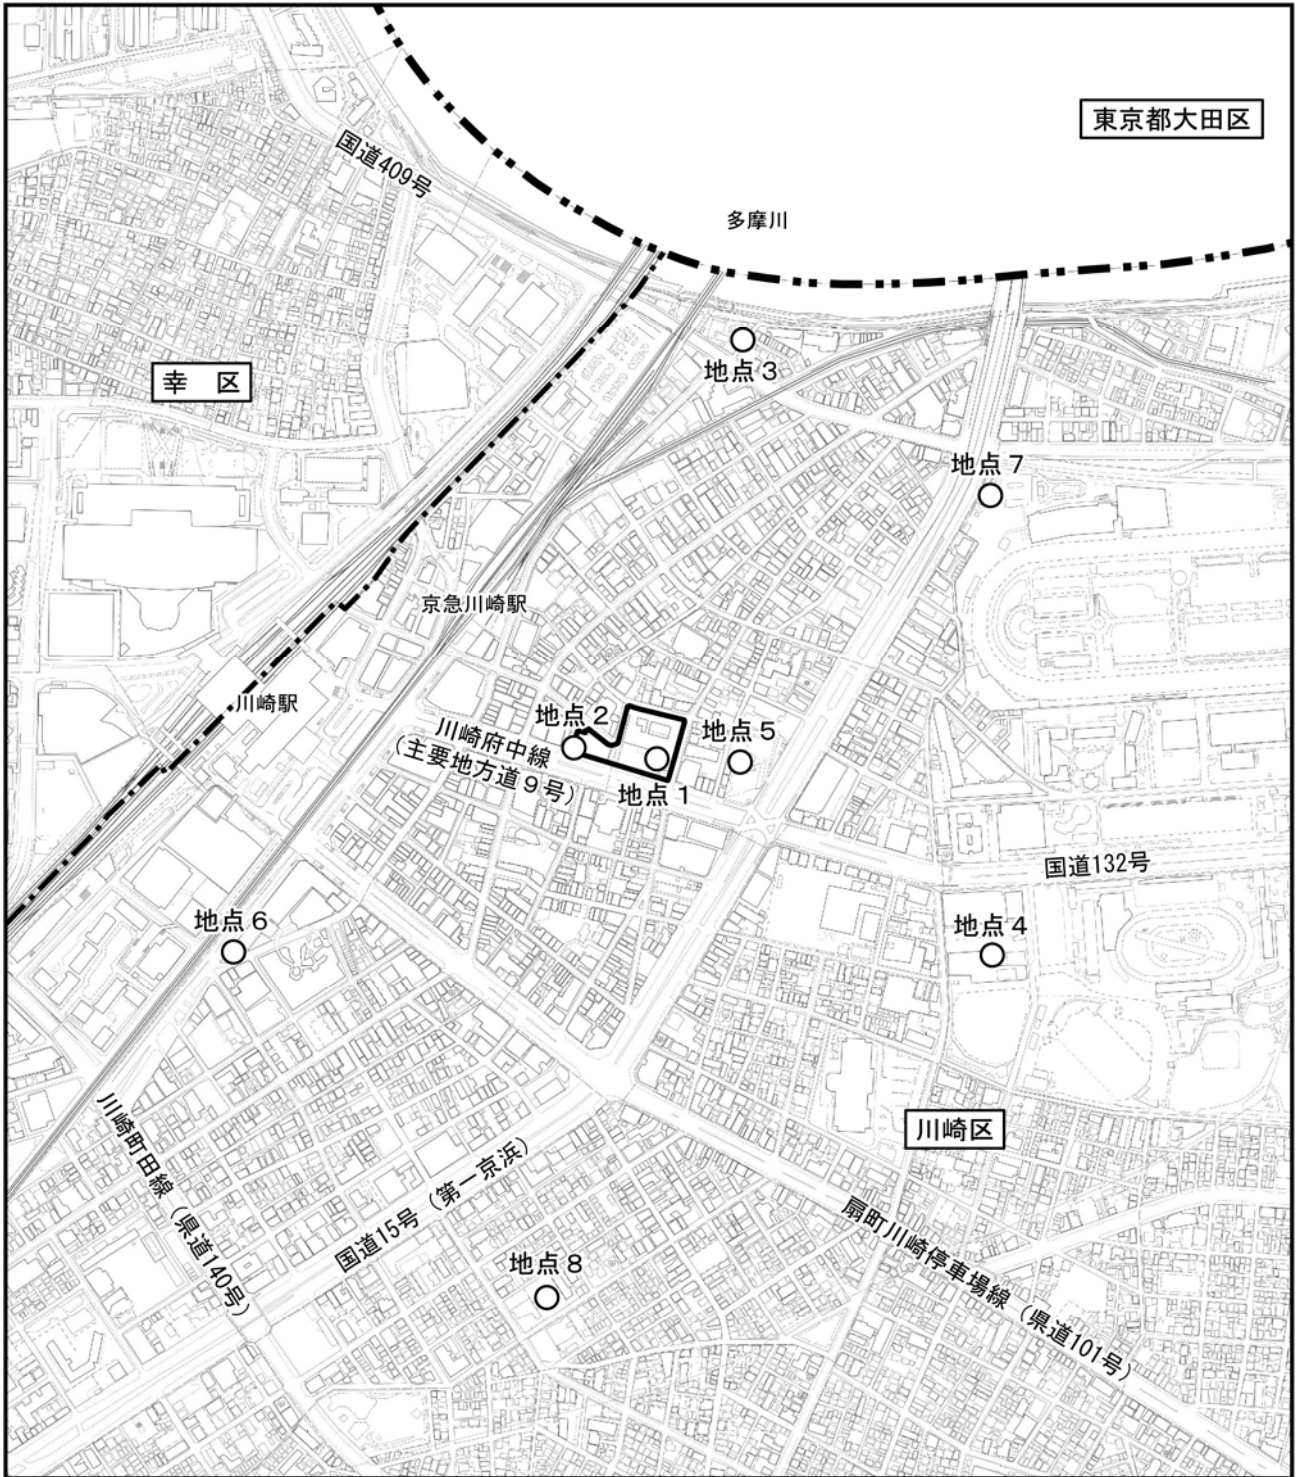 東京都大田区
国道409号
多摩川
地点3
幸 区
地点7
京急川崎駅
川崎駅
地点2
川崎府中線
(主要地方道9号)
地点5
地点1
国道132号
地点6
地点4
川崎区
川崎町田線(県道140号)
国道15号(第一京浜)
扇町川崎停車場線(県道101号)
地点8